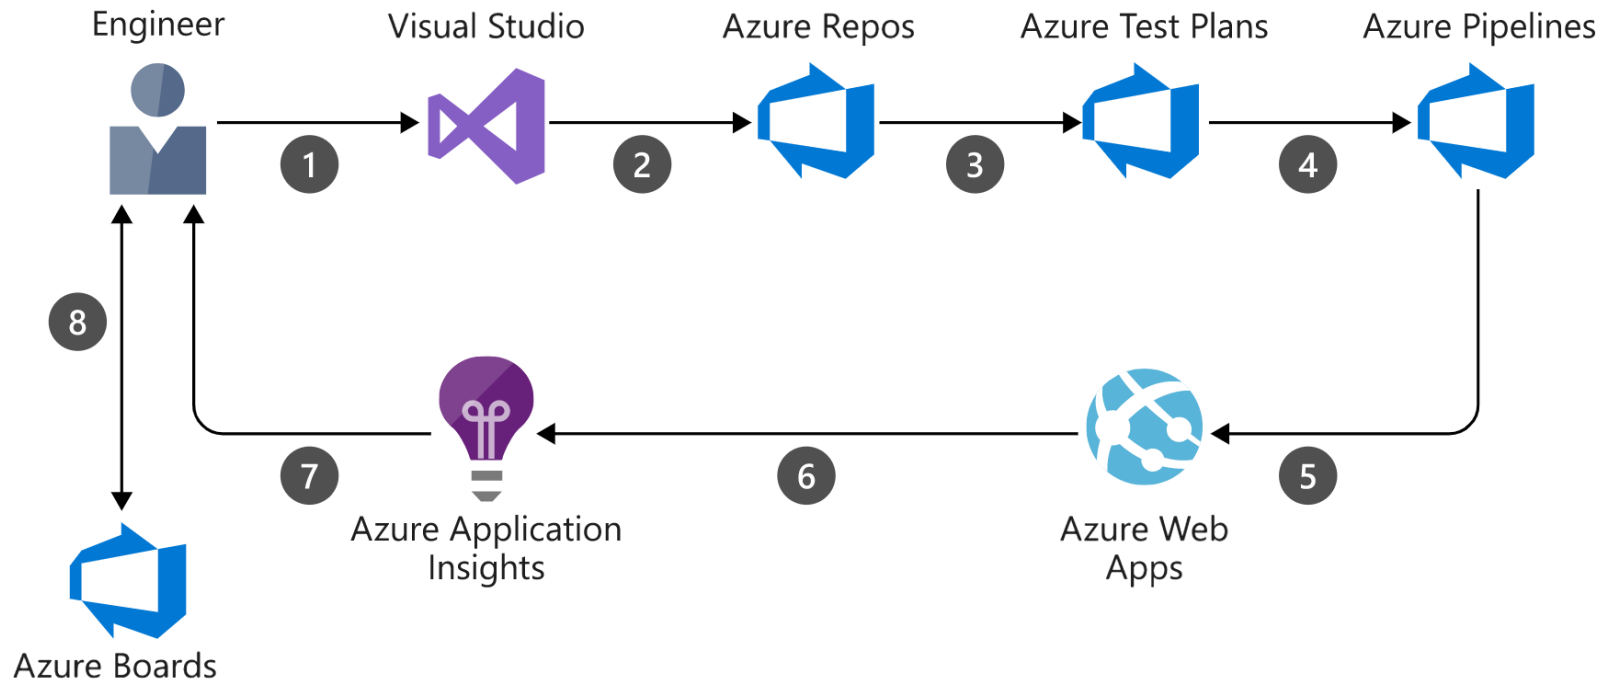 Engineer
Visual Studio
Azure Repos
Azure Test Plans
Azure Pipelines
1
2
3
4
8
7
6
5
Azure Application
Insights
Azure Web
Apps
Azure Boards